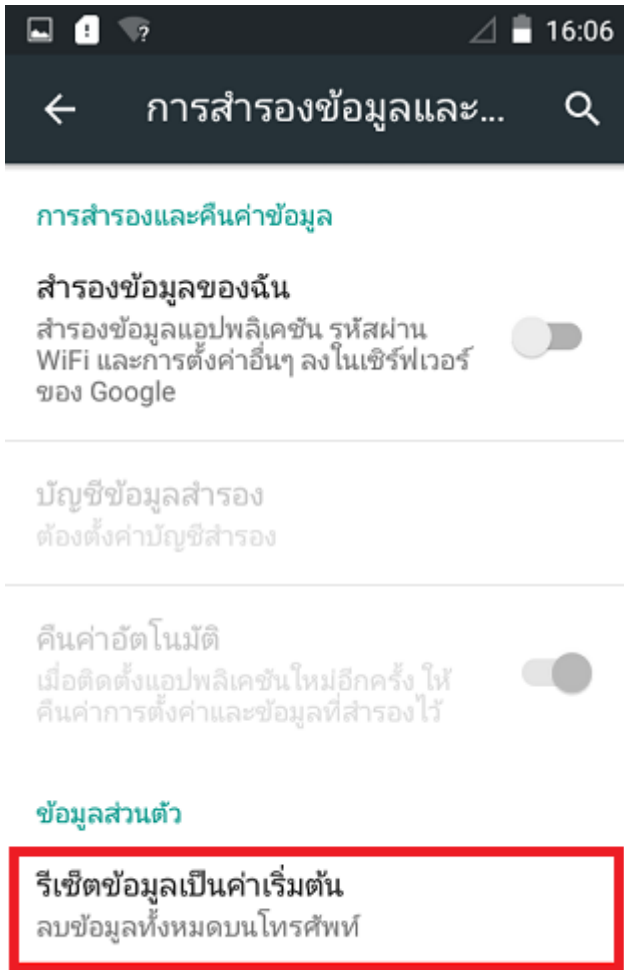 16:06
การสำรองข้อมูลและ...
การสำรองและคืนค่าข้อมูล
สำรองข้อมูลของฉัน
สำรองข้อมูลแอปพลิเคชัน รหัสผ่าน
WiFi และการตั้งค่าอื่นๆ ลงในเซิร์ฟเวอร์
ของ Google
บัญชีข้อมูลสำรอง
ต้องตั้งค่าบัญชีสำรอง
คืนค่าอัตโนมัติ
เมื่อติดตั้งแอปพลิเคชันใหม่อีกครั้ง ให้
คืนค่าการตั้งค่าและข้อมูลที่สำรองไว้
ข้อมูลส่วนตัว
รีเซ็ตข้อมูลเป็นค่าเริ่มต้น
ลบข้อมูลทั้งหมดบนโทรศัพท์